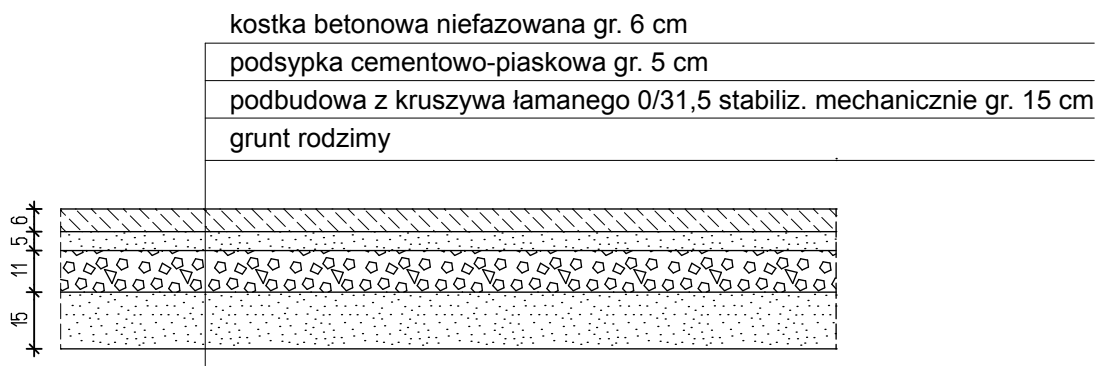 kostka betonowa niefazowana gr. 6 cm
podsypka cementowo-piaskowa gr. 5 cm
podbudowa z kruszywa łamanego 0/31,5 stabiliz. mechanicznie gr. 15 cm
grunt rodzimy
6
5
11
15